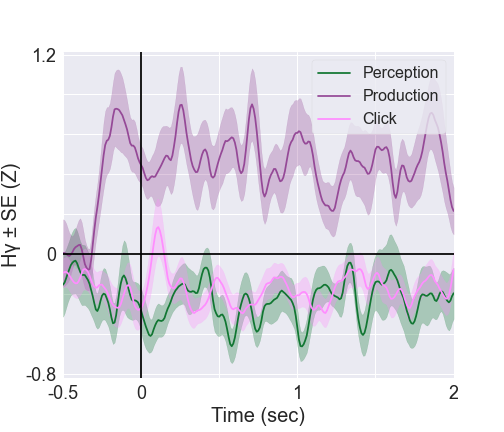 Hγ ± SE (Z)
1.2
0
-0.8
Perception
Production
Click
-0.5 0 1 2
Time (sec)